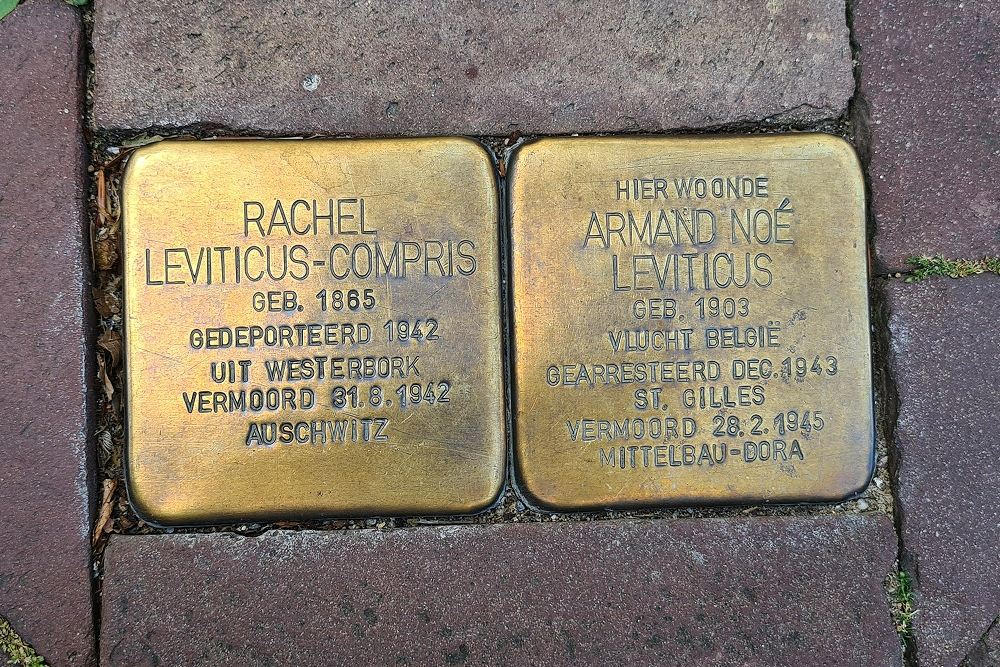 RACHEL
LEVITICUS-COMPRIS
GEB. 1865
GEDEPORTEERD 1942
UIT WESTERBORK
VERMOORD 31.8.1942
AUSCHWITZ
HIER WOONDE
ARMAND NOÉ
LEVITICUS
GEB. 1903
VLUCHT BELGIË
GEARRESTEERD DEC.1943
ST. GILLES
VERMOORD 28.2.1945
MITTELBAU-DORA